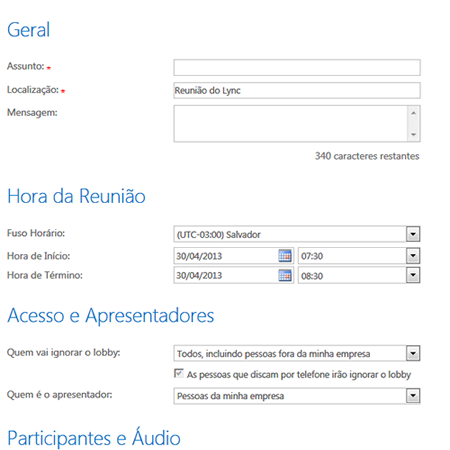 Geral
Assunto: *
Localização: * Reunião do Lync
Mensagem:
340 caracteres restantes
Hora da Reunião
Fuso Horário: (UTC-03:00) Salvador
Hora de Início: 30/04/2013 07:30
Hora de Término: 30/04/2013 08:30
Acesso e Apresentadores
Quem vai ignorar o lobby: Todos, incluindo pessoas fora da minha empresa
As pessoas que discam por telefone irão ignorar o lobby
Quem é o apresentador: Pessoas da minha empresa
Participantes e Áudio